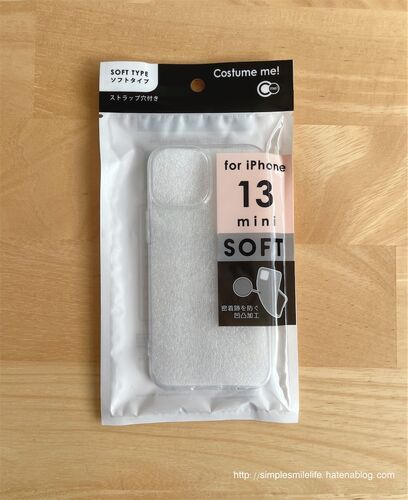 SOFT TYPE
ソフトタイプ
ストラップ穴付き
Costume me!
for iPhone
13
mini
SOFT
密着跡を防ぐ
凹凸加工
http://simplesmilelife.hatenablog.com